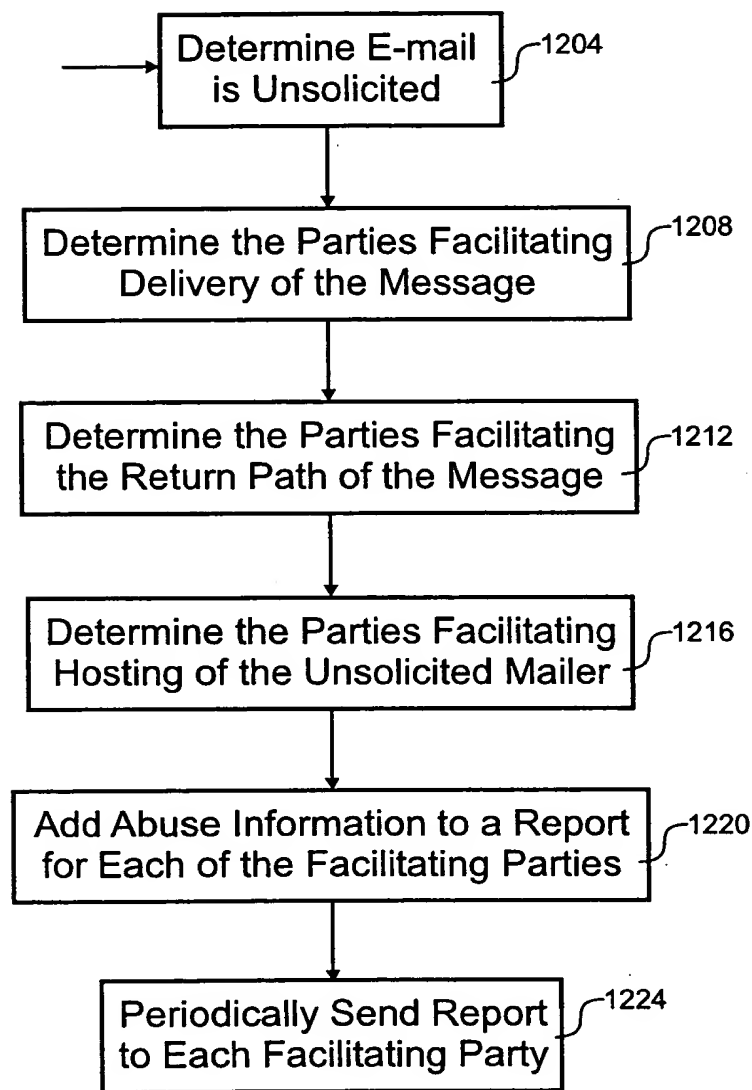 Determine E-mail
is Unsolicited
1204
Determine the Parties Facilitating
Delivery of the Message
1208
Determine the Parties Facilitating
the Return Path of the Message
1212
Determine the Parties Facilitating
Hosting of the Unsolicited Mailer
1216
Add Abuse Information to a Report
for Each of the Facilitating Parties
1220
Periodically Send Report
to Each Facilitating Party
1224